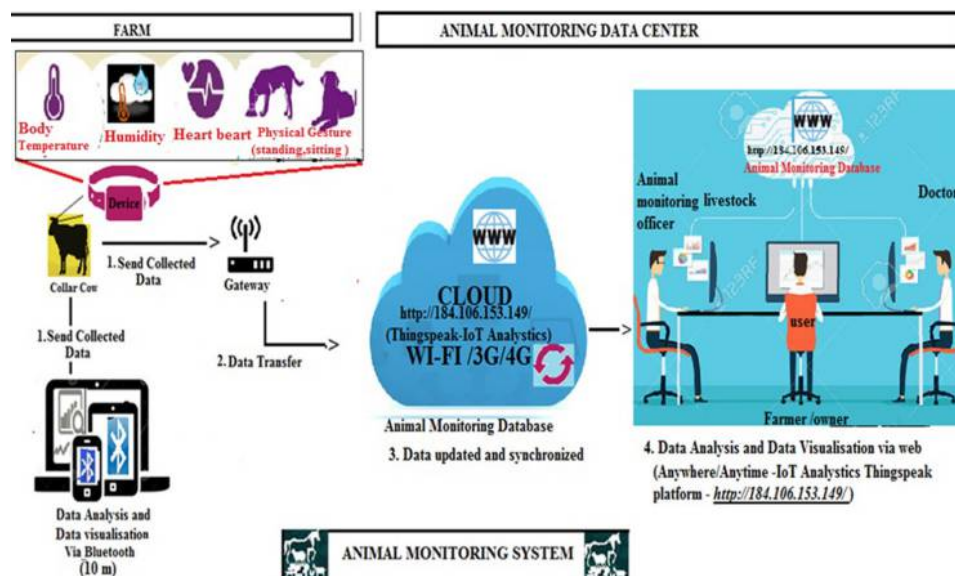 FARM
ANIMAL MONITORING DATA CENTER
Body
Temperature
Humidity
Heart beart
Physical Gesture
(standing,sitting )
Device
Collar Cow
1.Send Collected
Data
Gateway
1.Send Collected
Data
2.Data Transfer
Data Analysis and
Data visualisation
Via Bluetooth
(10 m)
WWW
CLOUD
http://184.106.153.149/
(Thingspeak-IoT Analystics)
WI-FI /3G/4G
Animal Monitoring Database
3. Data updated and synchronized
WWW
http://184.106.153.149/
Animal Monitoring Database
Animal
monitoring livestock
officer
Doctor
user
Farmer /owner
123RF
123RF
4. Data Analysis and Data Visualisation via web
(Anywhere/Anytime -IoT Analystics Thingspeak
platform - http://184.106.153.149/ )
ANIMAL MONITORING SYSTEM